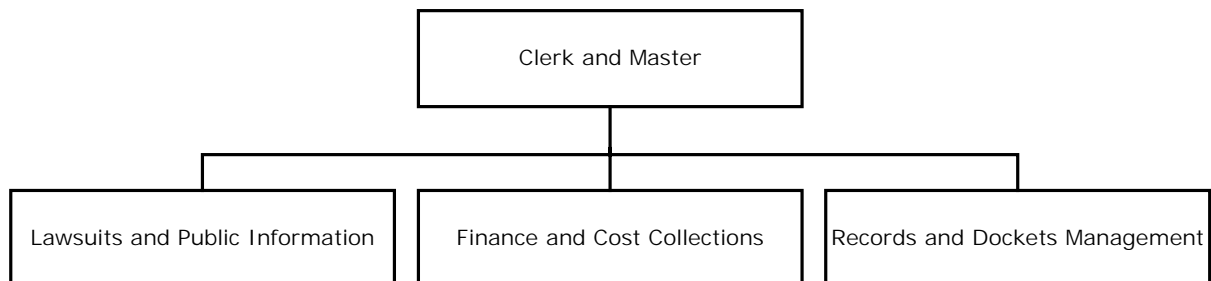 Clerk and Master
Lawsuits and Public Information
Finance and Cost Collections
Records and Dockets Management